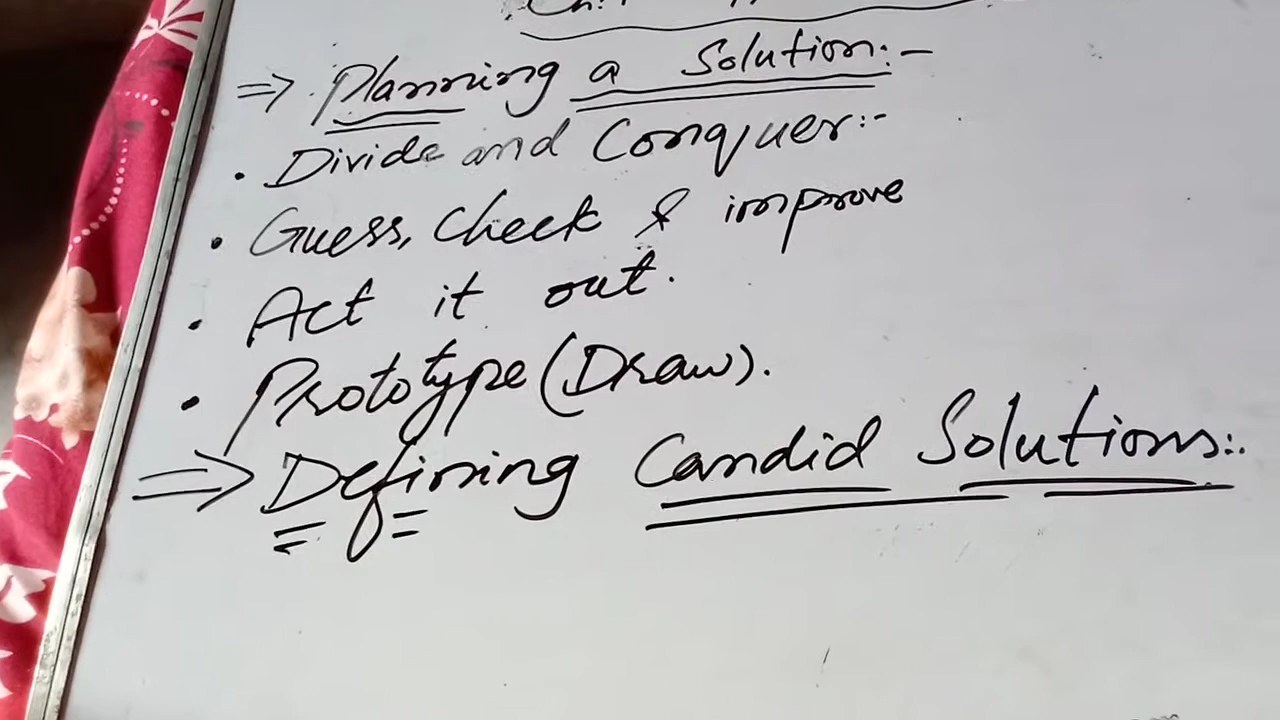 ⇒ Planning a Solution:-
• Divide and Conquer:-
• Guess, Check & improve
• Act it out.
• Prototype (Draw).
⇒ Defining Candid Solutions:.